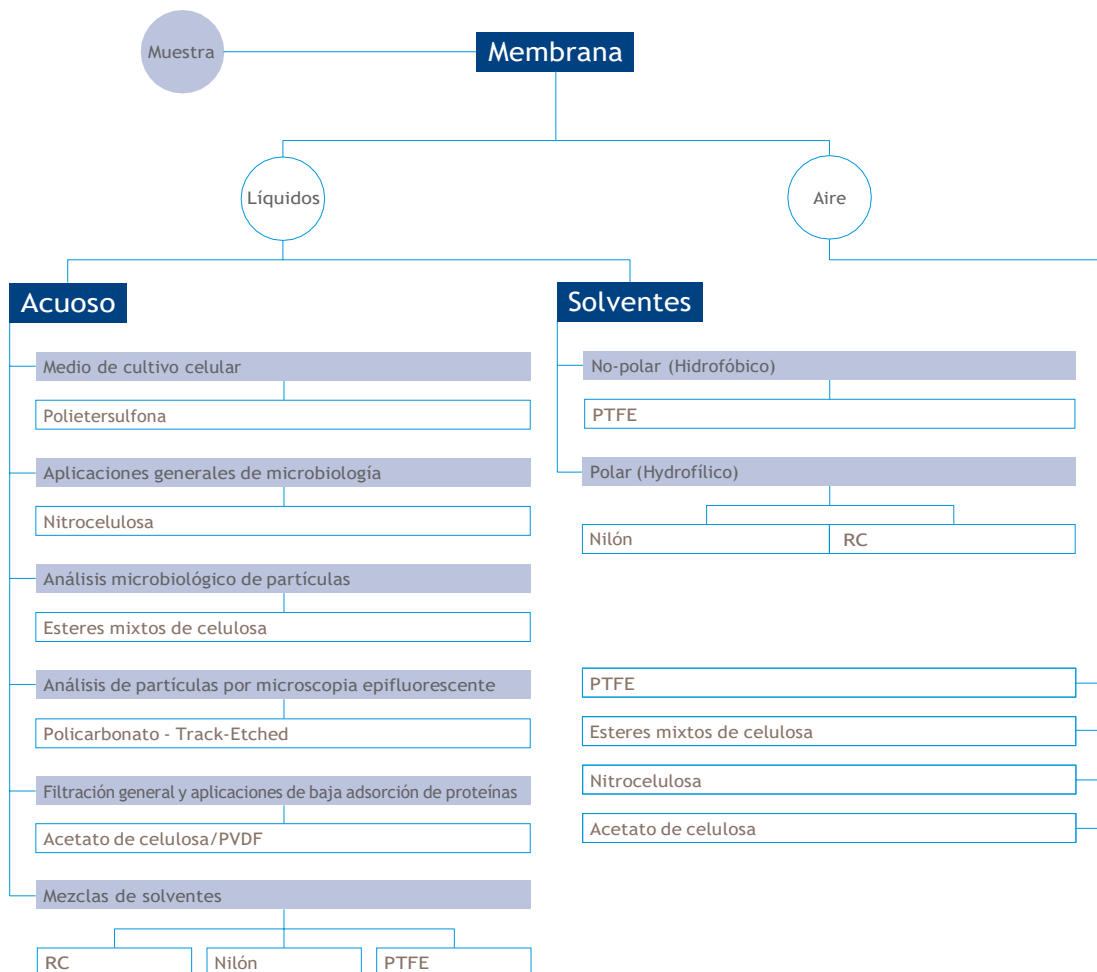 Muestra
Membrana
Líquidos
Aire
Acuoso
Medio de cultivo celular
Polietersulfona
Aplicaciones generales de microbiología
Nitrocelulosa
Análisis microbiológico de partículas
Esteres mixtos de celulosa
Análisis de partículas por microscopia epifluorescente
Policarbonato - Track-Etched
Filtración general y aplicaciones de baja adsorción de proteínas
Acetato de celulosa/PVDF
Mezclas de solventes
RC
Nilón
PTFE
Solventes
No-polar (Hidrofóbico)
PTFE
Polar (Hydrofílico)
Nilón
RC
PTFE
Esteres mixtos de celulosa
Nitrocelulosa
Acetato de celulosa